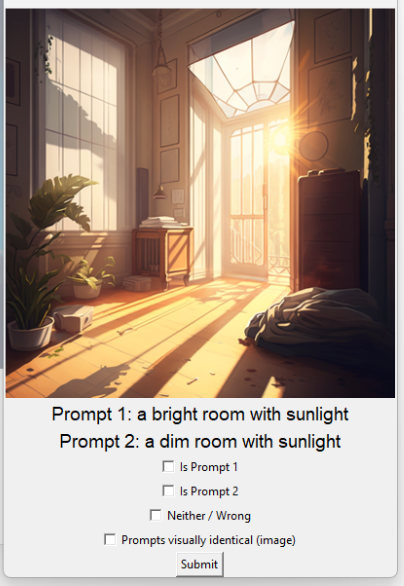 Prompt 1: a bright room with sunlight
Prompt 2: a dim room with sunlight
Is Prompt 1
Is Prompt 2
Neither / Wrong
Prompts visually identical (image)
Submit